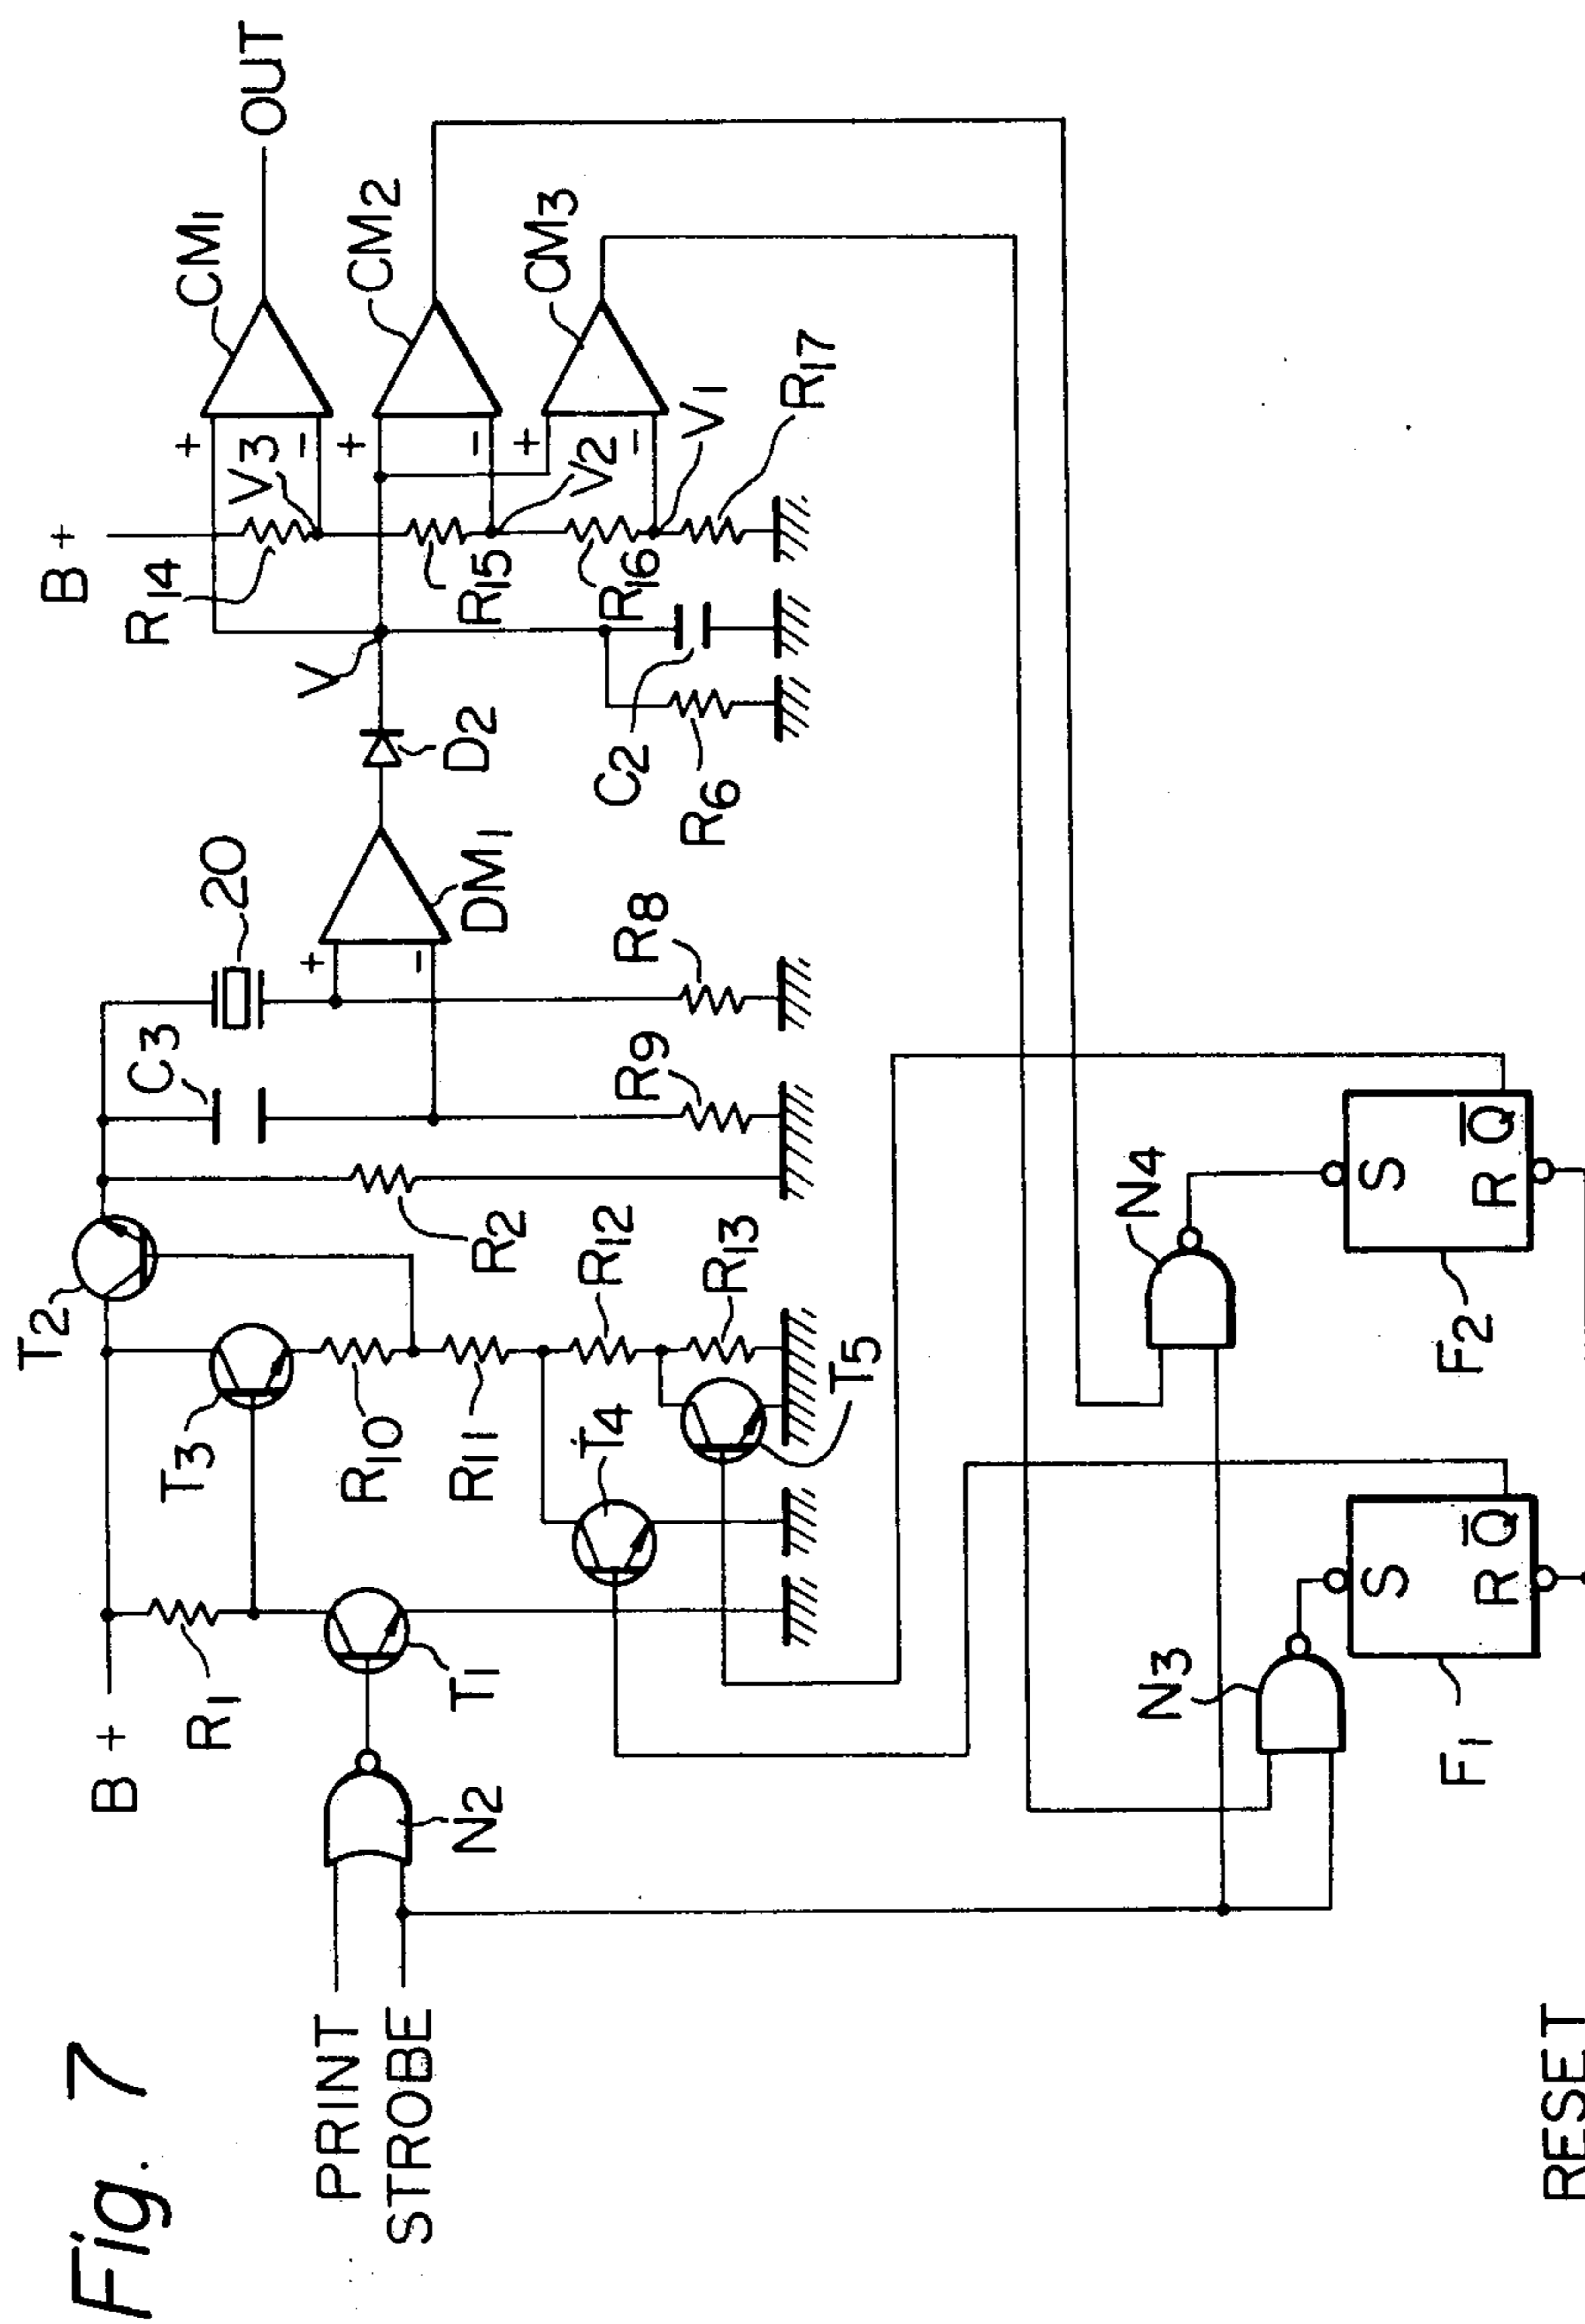 Fig. 7
B +
R1
T3
T2
R10
R11
T4
R2
R12
R13
T5
C3
20
R9
R8
DM1
+
−
D2
V
C2
R6
B +
R14
V3
R15
V2
R16
V1
R17
+
−
+
−
+
−
CM1
CM2
CM3
OUT
PRINT
STROBE
N2
T1
N3
N4
S
R
Q̅
F1
S
R
Q̅
F2
RESET